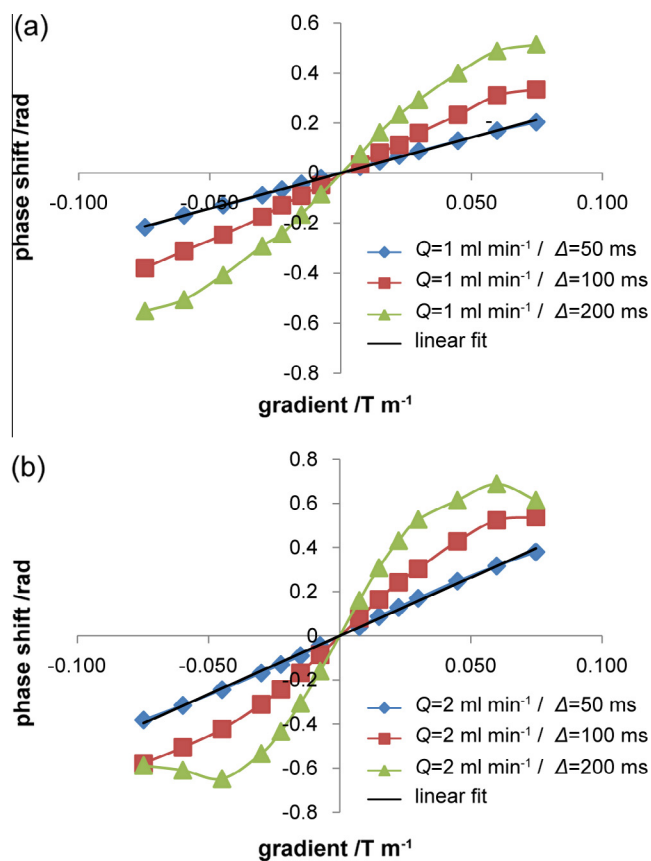 (a)
phase shift /rad
0.6
0.4
0.2
0
-0.2
-0.4
-0.6
-0.8
-0.100
-0.050
0.050
0.100
-
Q=1 ml min⁻¹ / Δ=50 ms
Q=1 ml min⁻¹ / Δ=100 ms
Q=1 ml min⁻¹ / Δ=200 ms
linear fit
gradient /T m⁻¹
(b)
phase shift /rad
0.8
0.6
0.4
0.2
0
-0.2
-0.4
-0.6
-0.8
-0.100
-0.050
0.050
0.100
Q=2 ml min⁻¹ / Δ=50 ms
Q=2 ml min⁻¹ / Δ=100 ms
Q=2 ml min⁻¹ / Δ=200 ms
linear fit
gradient /T m⁻¹